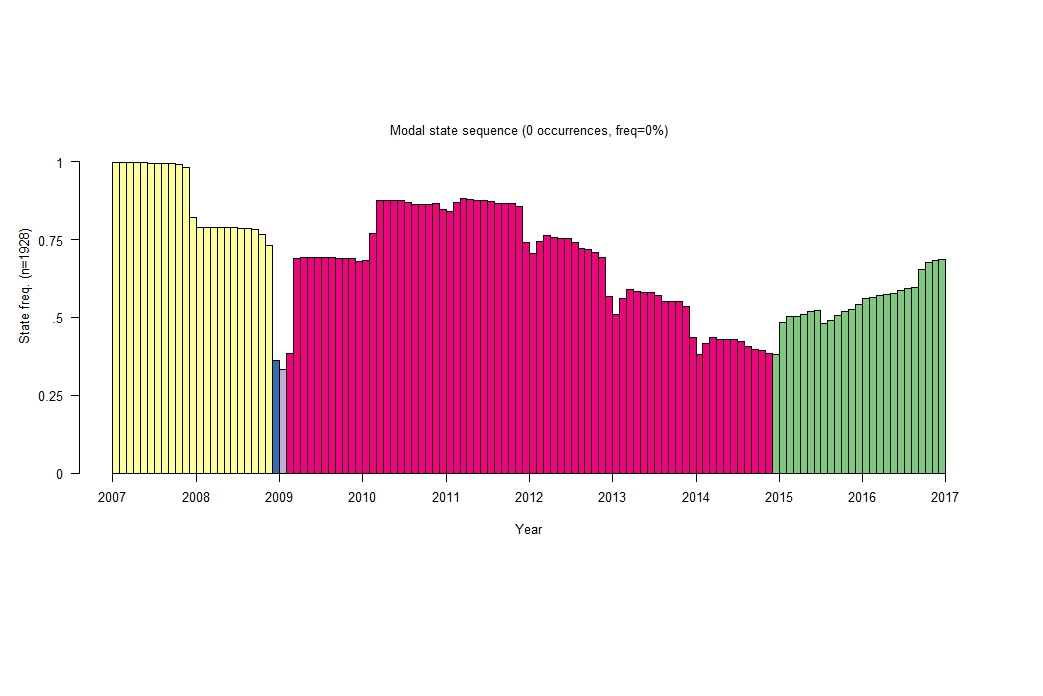 Modal state sequence (0 occurrences, freq=0%)
State freq. (n=1928)
1
0.75
.5
0.25
0
2007 2008 2009 2010 2011 2012 2013 2014 2015 2016 2017
Year